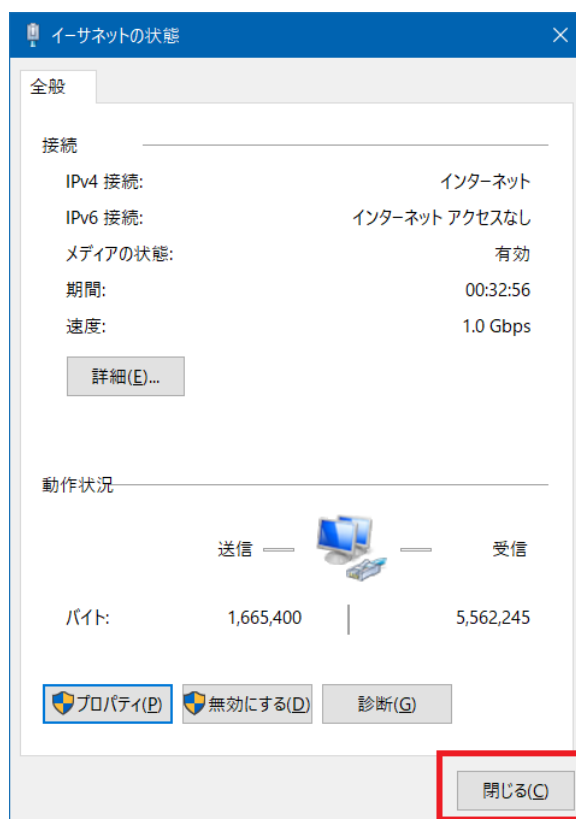 イーサネットの状態
全般
接続
IPv4 接続: インターネット
IPv6 接続: インターネット アクセスなし
メディアの状態: 有効
期間: 00:32:56
速度: 1.0 Gbps
詳細(E)...
動作状況
送信 受信
バイト: 1,665,400 5,562,245
プロパティ(P) 無効にする(D) 診断(G)
閉じる(C)